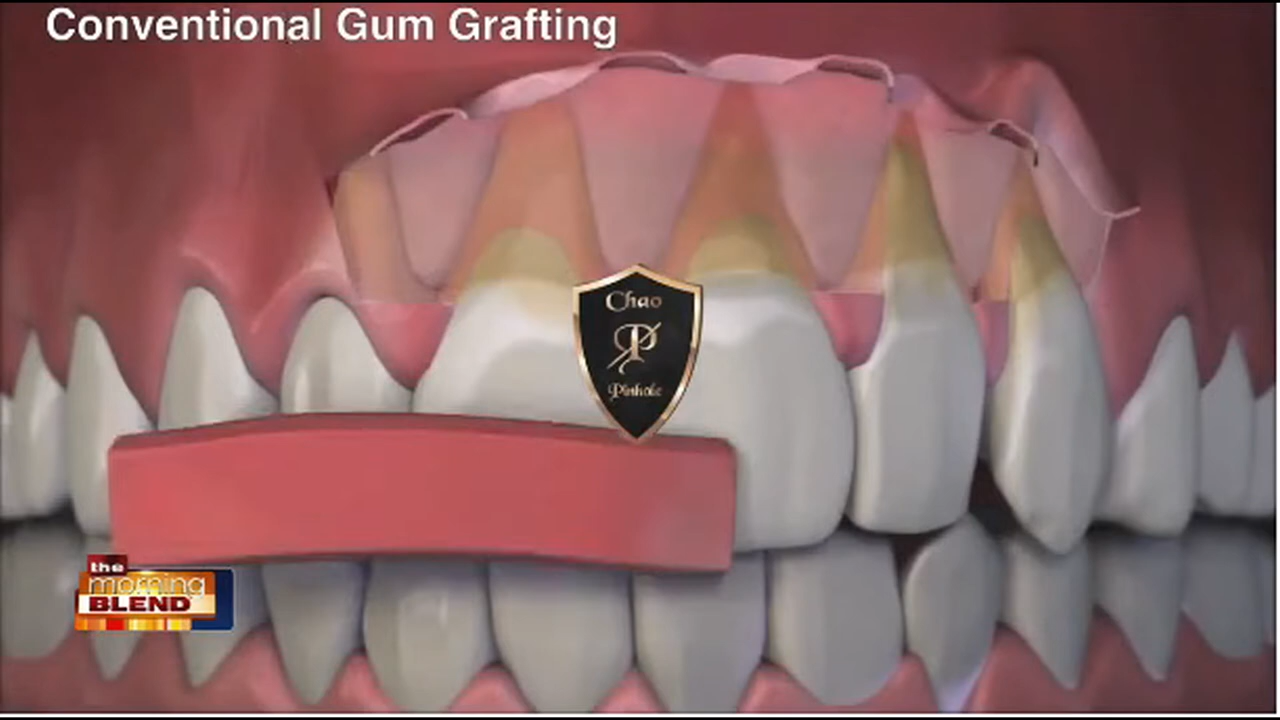 Conventional Gum Grafting
Chao
P
Pinhole
the
morning
BLEND